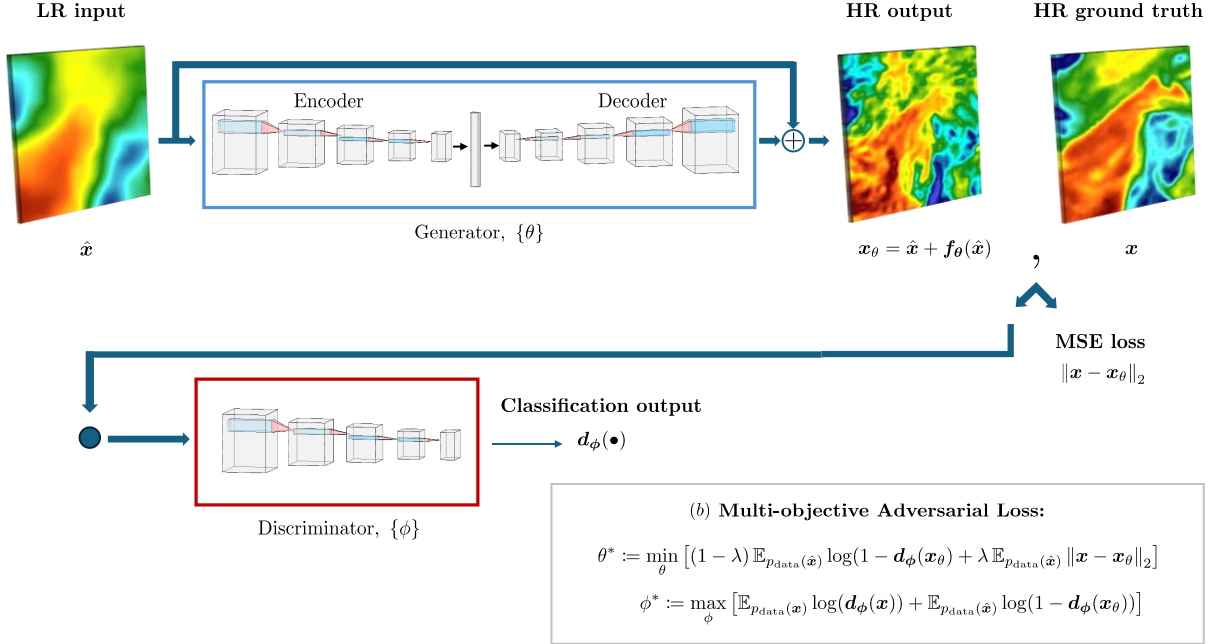 LR input
HR output
HR ground truth
Encoder
Decoder
+
Generator, {θ}
x̂
x_θ = x̂ + f_θ(x̂)
,
x
MSE loss
‖x − x_θ‖₂
Classification output
d_ϕ(•)
Discriminator, {ϕ}
(b) Multi-objective Adversarial Loss:
θ* ≔ min_θ [(1 − λ) 𝔼_{p_data(x̂)} log(1 − d_ϕ(x_θ) + λ 𝔼_{p_data(x̂)} ‖x − x_θ‖₂]
ϕ* ≔ max_ϕ [𝔼_{p_data(x)} log(d_ϕ(x)) + 𝔼_{p_data(x̂)} log(1 − d_ϕ(x_θ))]